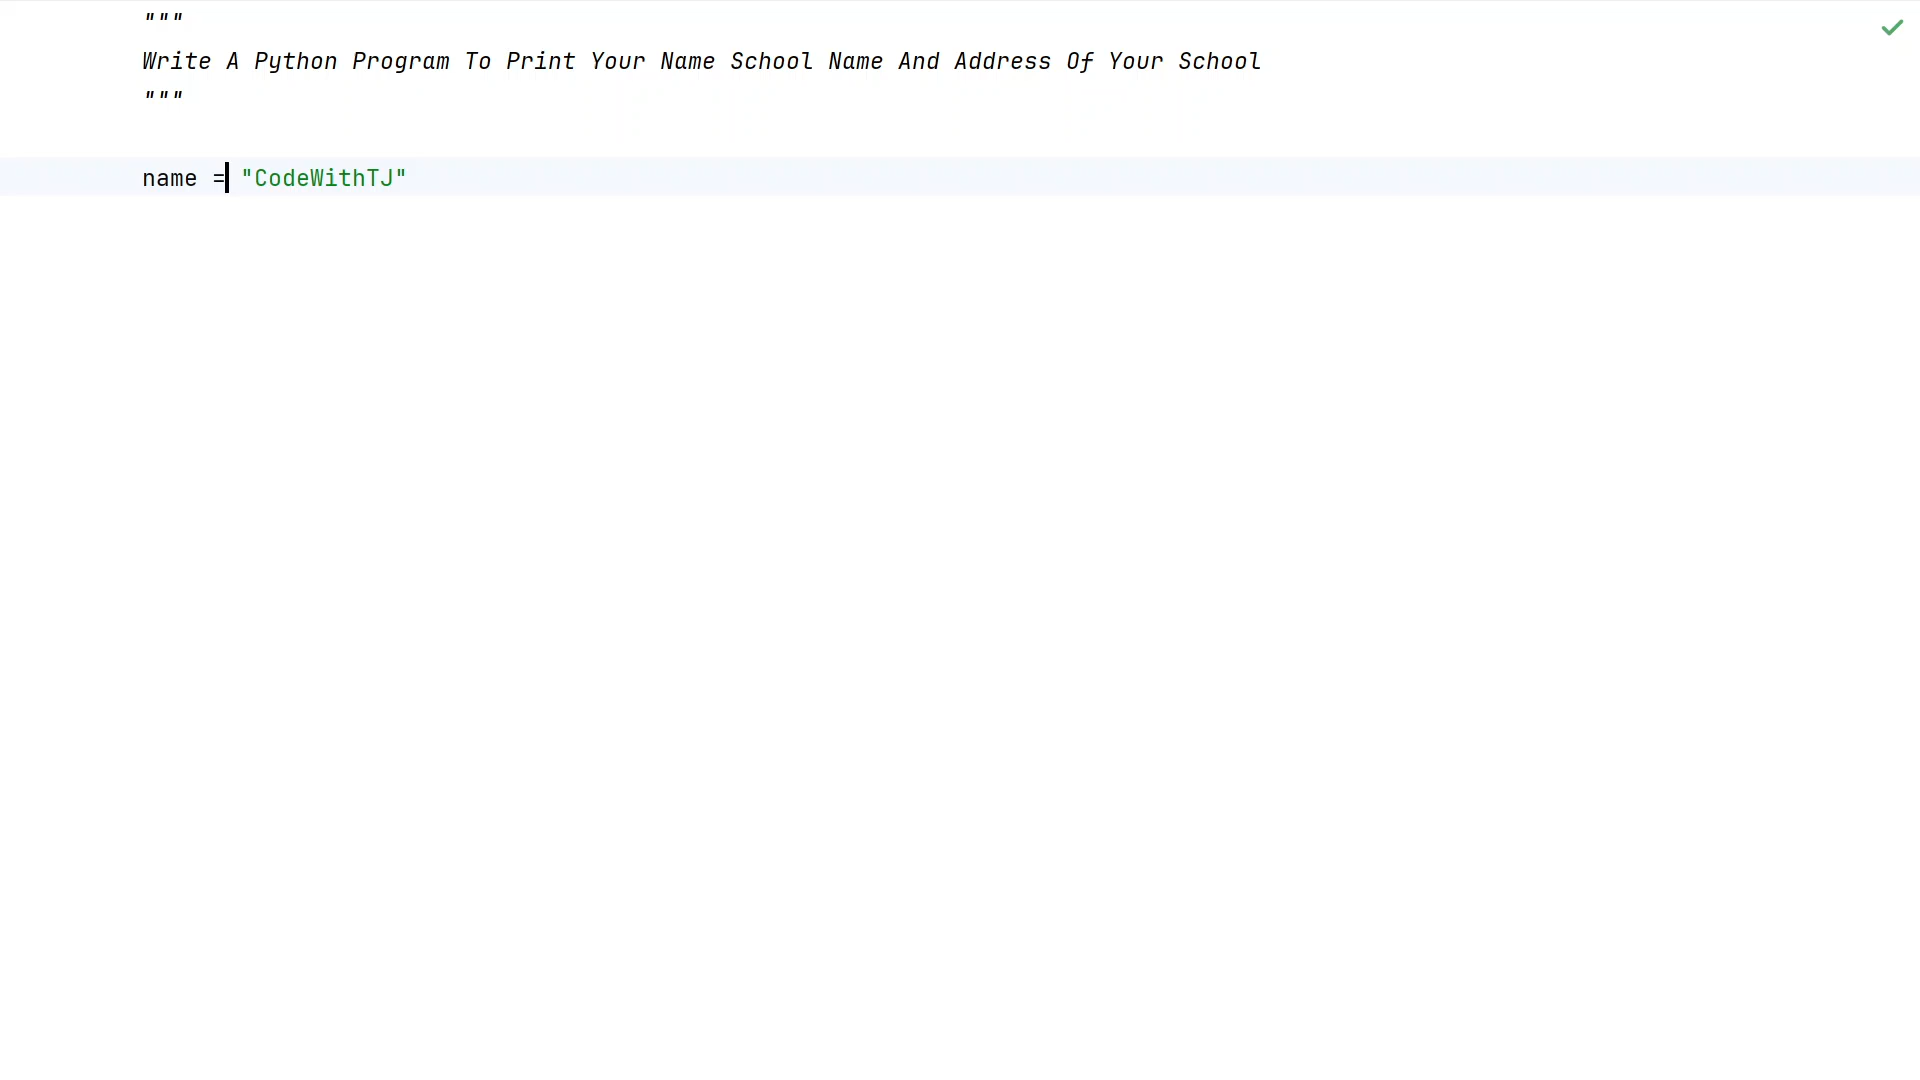 """
Write A Python Program To Print Your Name School Name And Address Of Your School
"""
name = "CodeWithTJ"